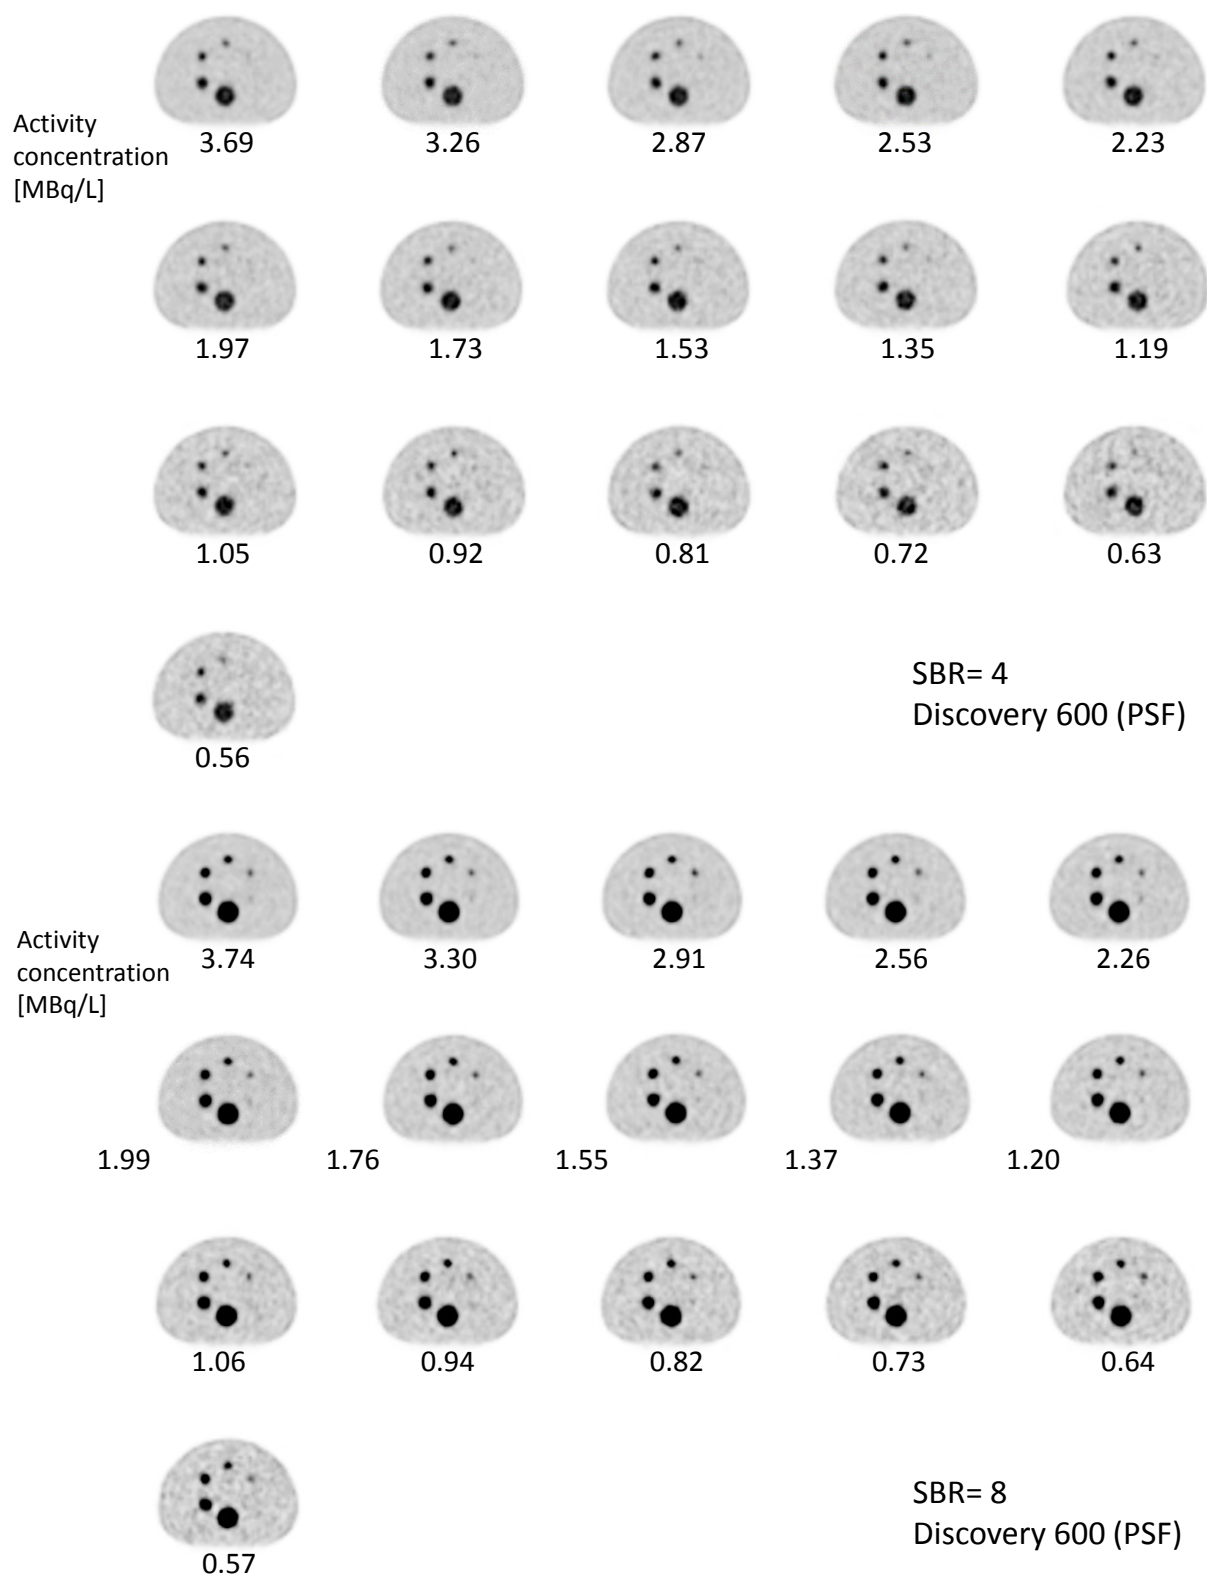 Activity
concentration
[MBq/L]
3.69 3.26 2.87 2.53 2.23
1.97 1.73 1.53 1.35 1.19
1.05 0.92 0.81 0.72 0.63
SBR= 4
Discovery 600 (PSF)
0.56
Activity
concentration
[MBq/L]
3.74 3.30 2.91 2.56 2.26
1.99 1.76 1.55 1.37 1.20
1.06 0.94 0.82 0.73 0.64
SBR= 8
Discovery 600 (PSF)
0.57